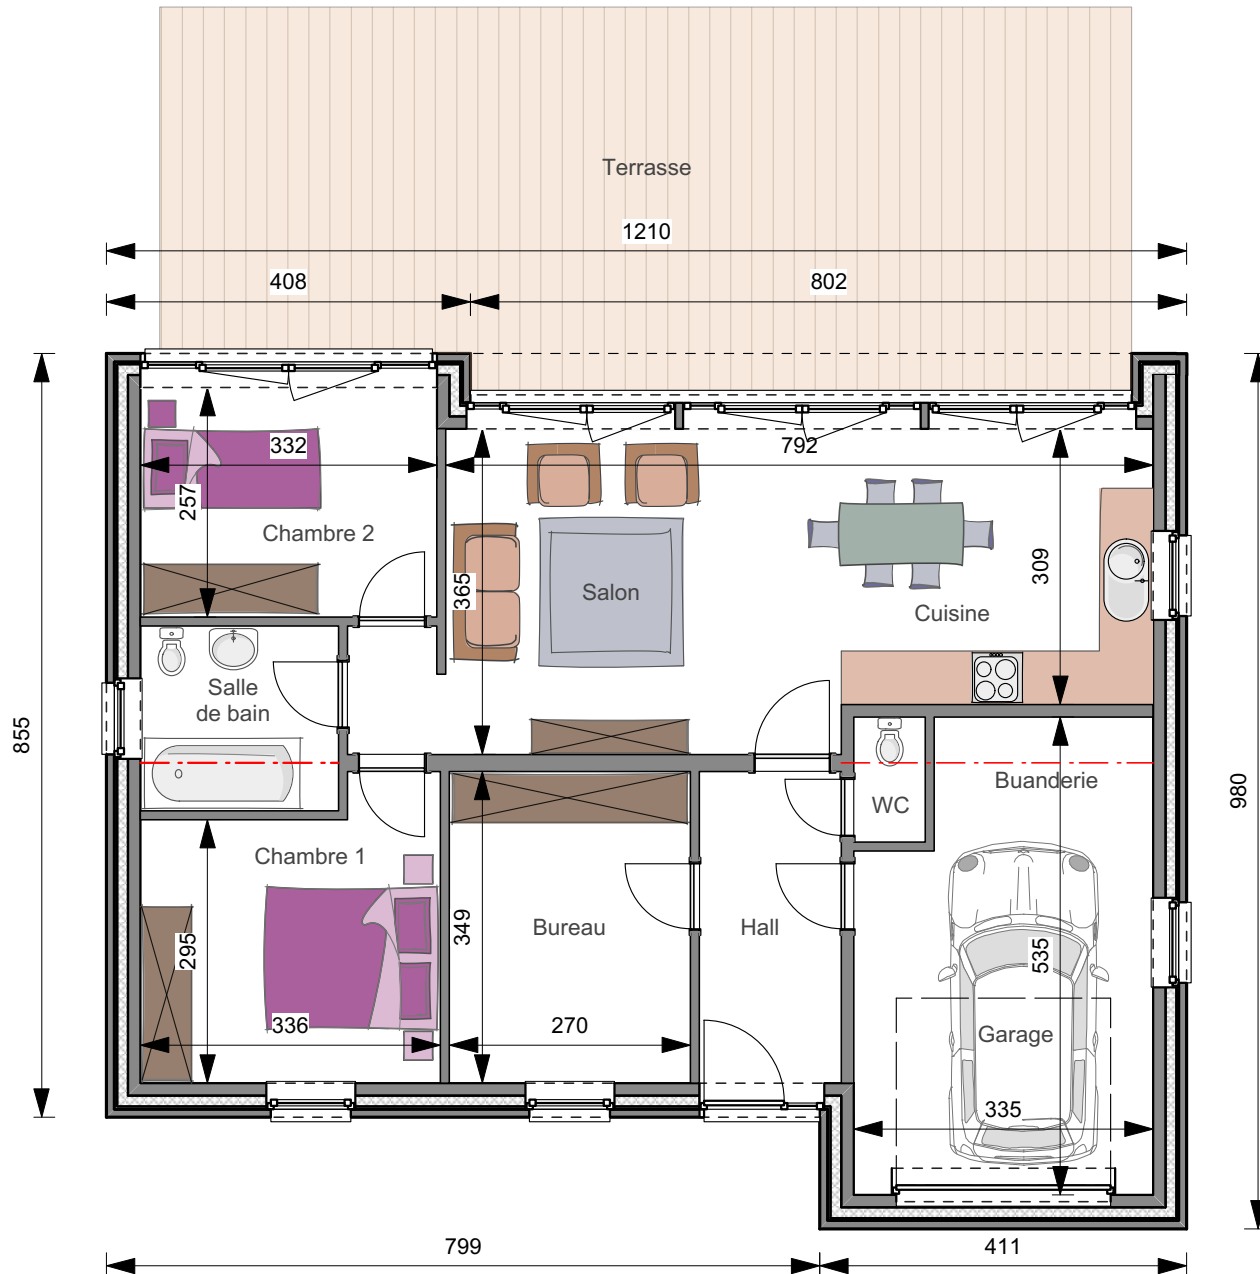 Terrasse
1210
408
802
332
792
257
Chambre 2
365
Salon
309
Cuisine
Salle
de bain
855
WC
Buanderie
980
Chambre 1
295
349
Bureau
Hall
535
336
270
Garage
335
799
411